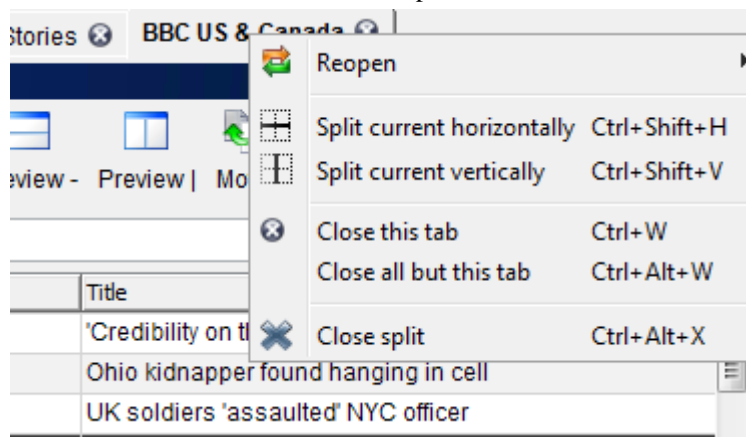 Stories BBC US & Canada
Reopen
Split current horizontally Ctrl+Shift+H
Preview | Split current vertically Ctrl+Shift+V
Close this tab Ctrl+W
Title Close all but this tab Ctrl+Alt+W
'Credibility on Close split Ctrl+Alt+X
Ohio kidnapper found hanging in cell
UK soldiers 'assaulted' NYC officer